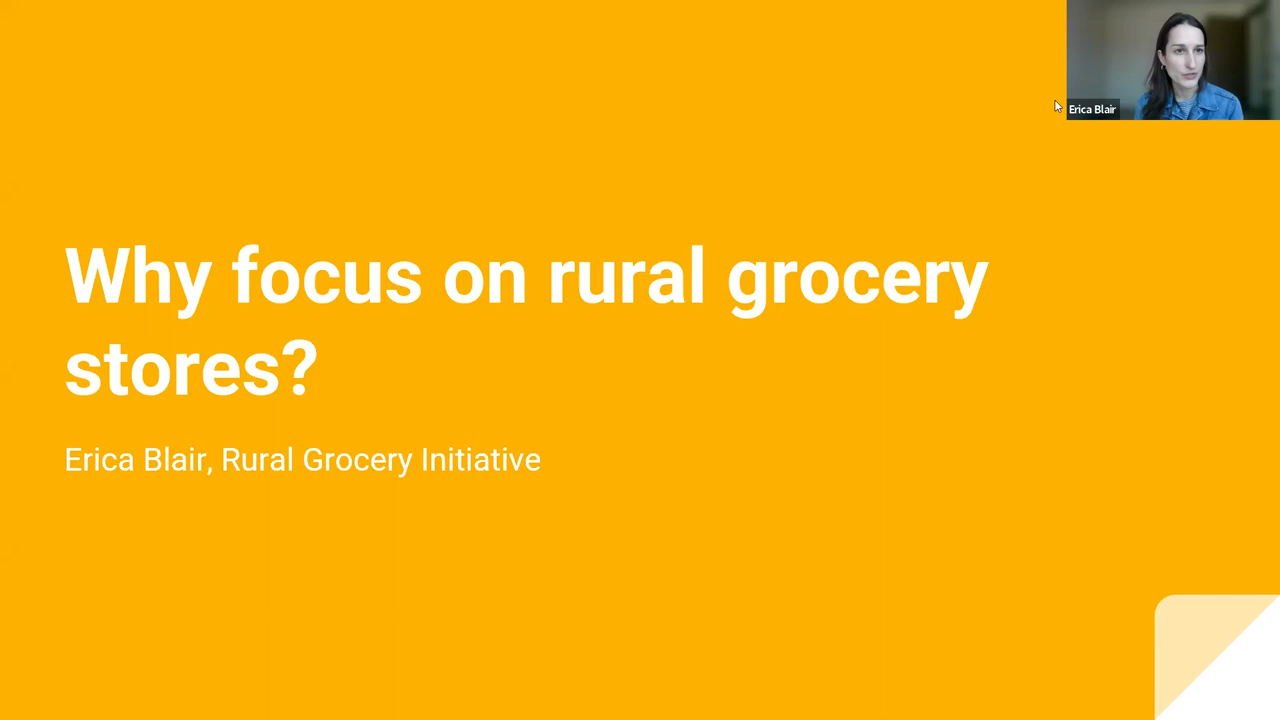 Erica Blair
Why focus on rural grocery
stores?
Erica Blair, Rural Grocery Initiative